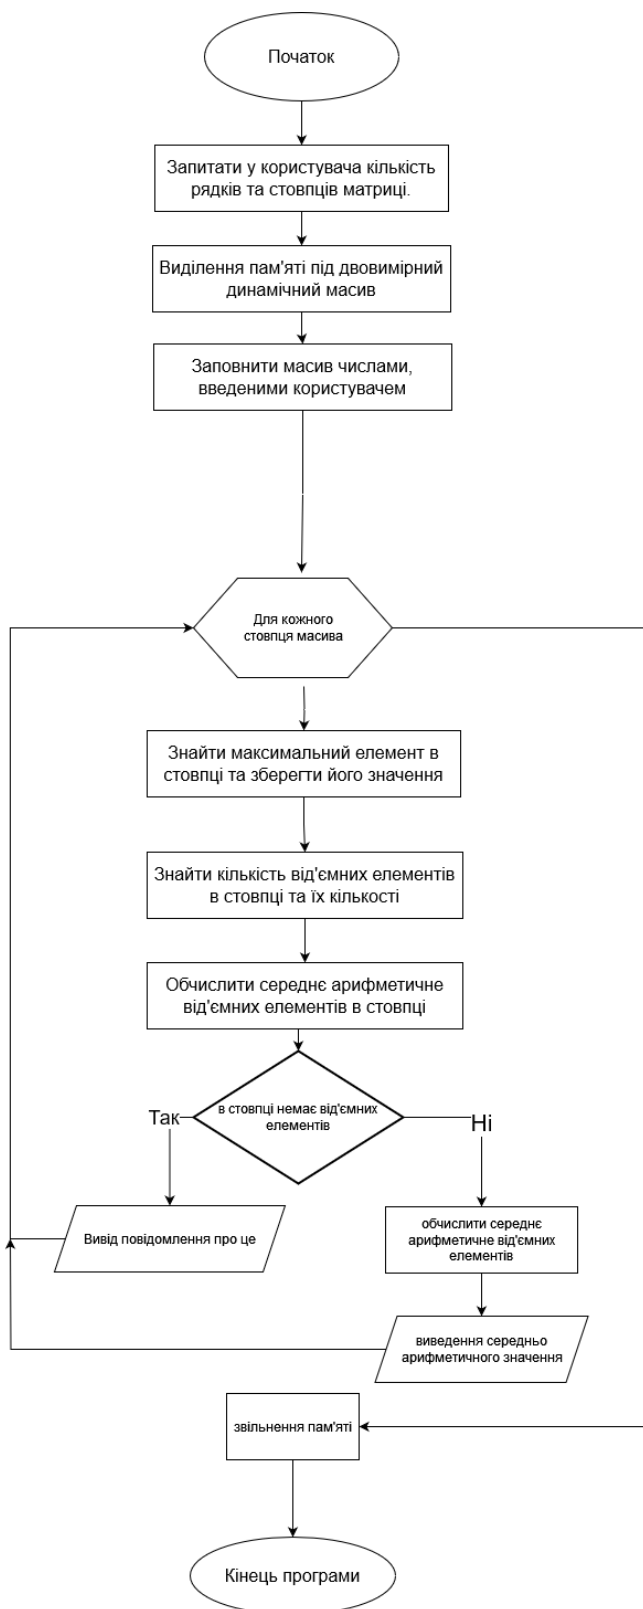 Початок
Запитати у користувача кількість
рядків та стовпців матриці.
Виділення пам'яті під двовимірний
динамічний масив
Заповнити масив числами,
введеними користувачем
Для кожного
стовпця масива
Знайти максимальний елемент в
стовпці та зберегти його значення
Знайти кількість від'ємних елементів
в стовпці та їх кількості
Обчислити середнє арифметичне
від'ємних елементів в стовпці
в стовпці немає від'ємних
елементів
Так
Ні
Вивід повідомлення про це
обчислити середнє
арифметичне від'ємних
елементів
виведення середньо
арифметичного значення
звільнення пам'яті
Кінець програми